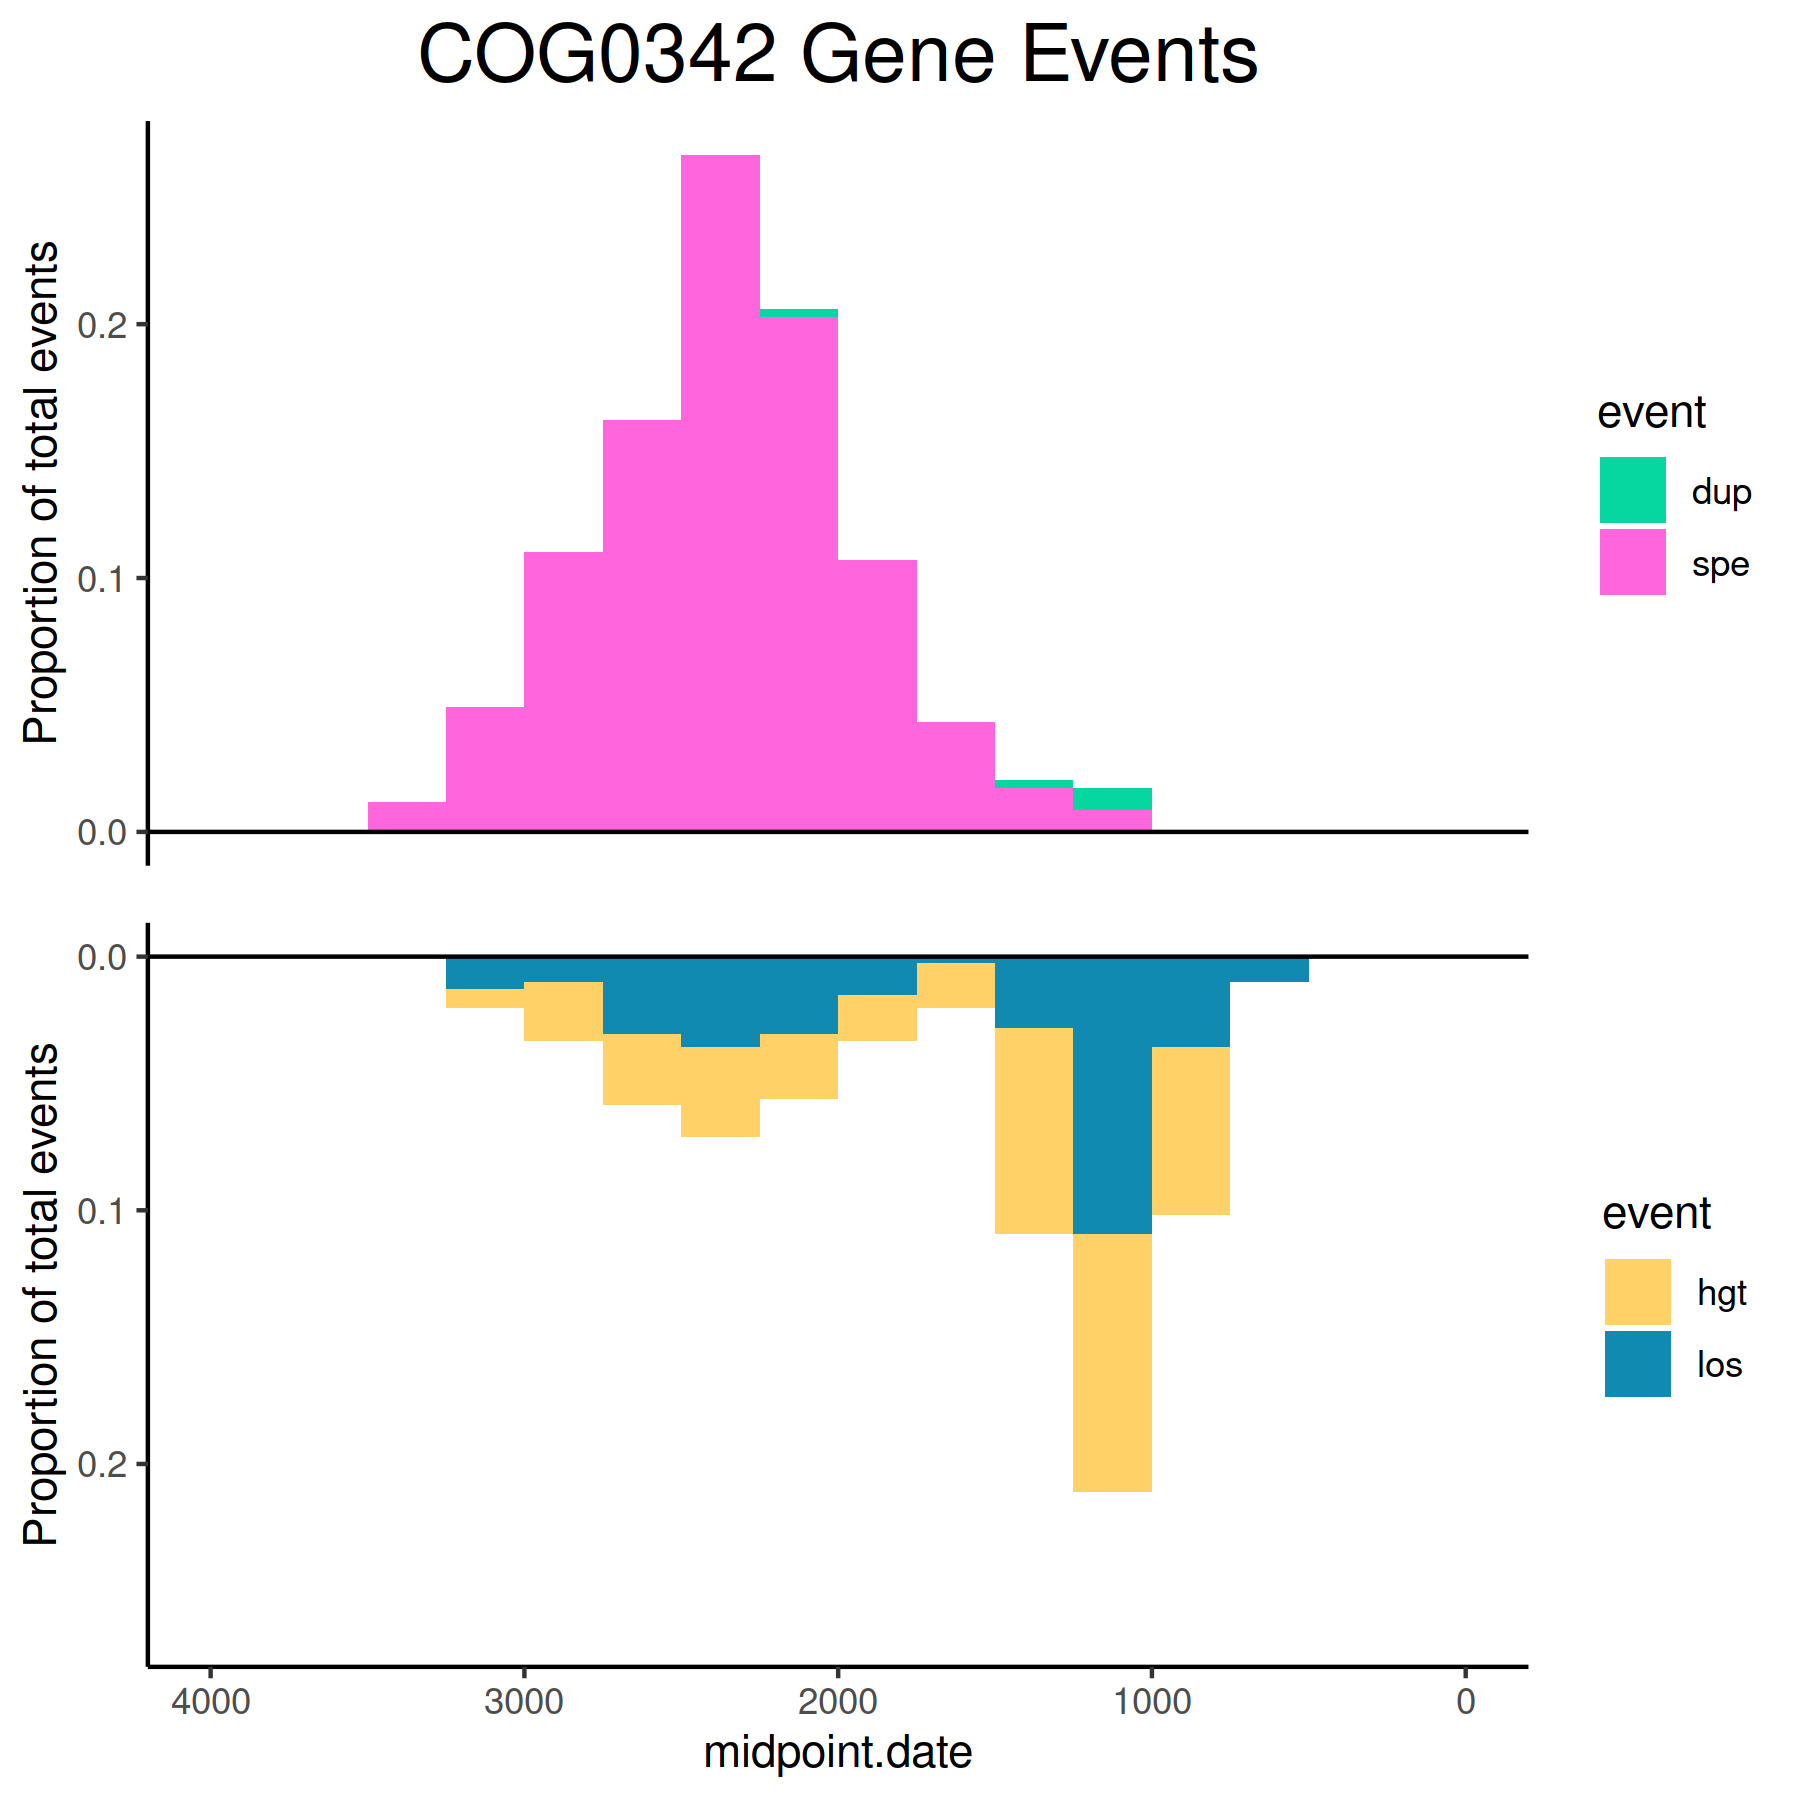 COG0342 Gene Events
Proportion of total events
0.2
0.1
0.0
event
dup
spe
Proportion of total events
0.0
0.1
0.2
event
hgt
los
4000 3000 2000 1000 0
midpoint.date